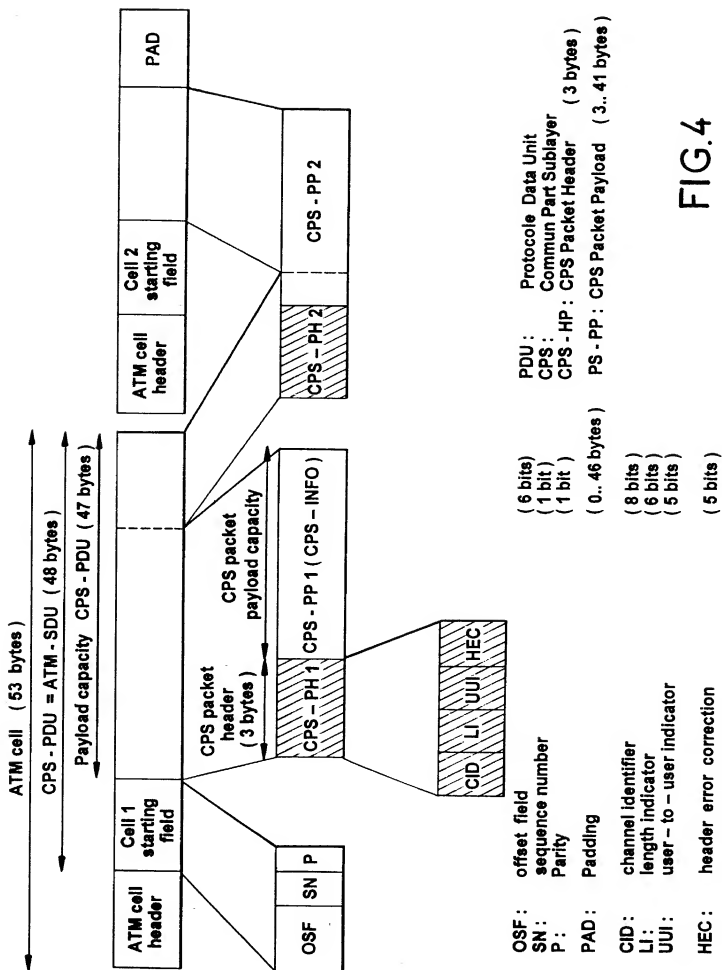 ATM cell ( 53 bytes )
CPS - PDU = ATM - SDU ( 48 bytes )
Payload capacity CPS - PDU ( 47 bytes )
ATM cell header
Cell 1 starting field
ATM cell header
Cell 2 starting field
PAD
OSF SN P
CPS packet header ( 3 bytes )
CPS packet payload capacity
CPS - PH 1
CPS - PP 1 ( CPS - INFO )
CPS - PH 2
CPS - PP 2
CID LI UUI HEC
OSF : offset field ( 6 bits)
SN : sequence number ( 1 bit )
P : Parity ( 1 bit )
PAD : Padding ( 0.. 46 bytes )
CID : channel identifier ( 8 bits )
LI : length indicator ( 6 bits )
UUI : user - to - user indicator ( 5 bits )
HEC : header error correction ( 5 bits )
PDU : Protocole Data Unit
CPS : Commun Part Sublayer
CPS - HP : CPS Packet Header ( 3 bytes )
PS - PP : CPS Packet Payload ( 3.. 41 bytes )
FIG.4